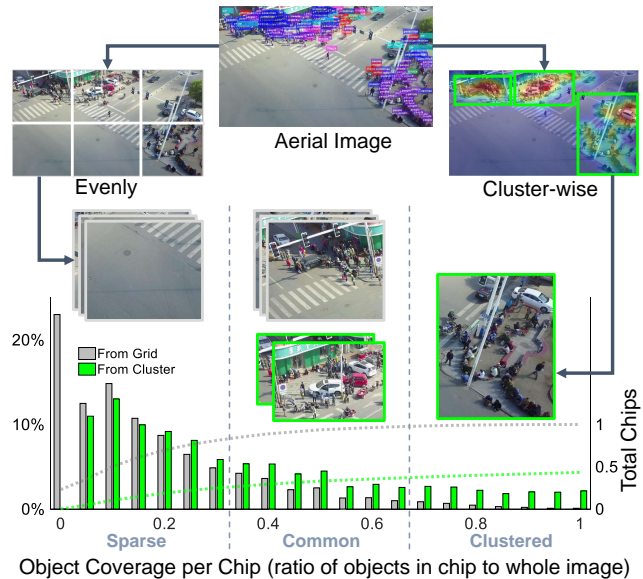 Aerial Image
Evenly
Cluster-wise
From Grid
From Cluster
20%
10%
0%
1
0.5
0
Total Chips
0
0.2
0.4
0.6
0.8
1
Sparse
Common
Clustered
Object Coverage per Chip (ratio of objects in chip to whole image)